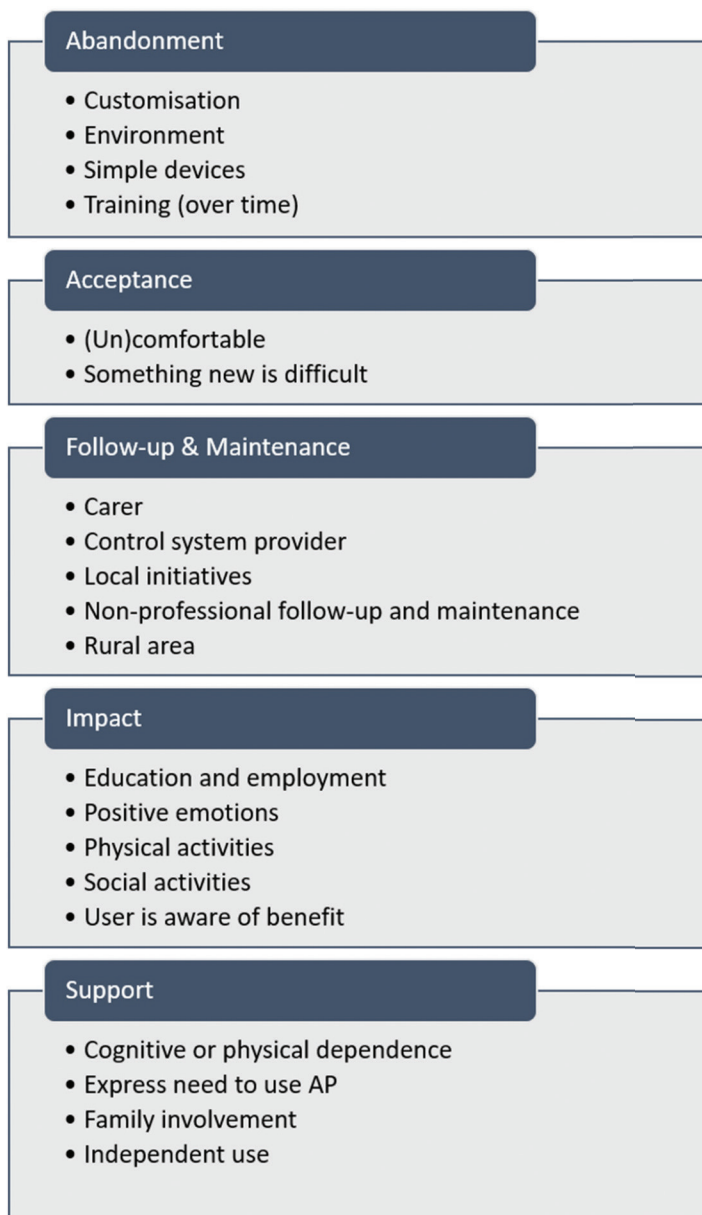 Abandonment
• Customisation
• Environment
• Simple devices
• Training (over time)
Acceptance
• (Un)comfortable
• Something new is difficult
Follow-up & Maintenance
• Carer
• Control system provider
• Local initiatives
• Non-professional follow-up and maintenance
• Rural area
Impact
• Education and employment
• Positive emotions
• Physical activities
• Social activities
• User is aware of benefit
Support
• Cognitive or physical dependence
• Express need to use AP
• Family involvement
• Independent use